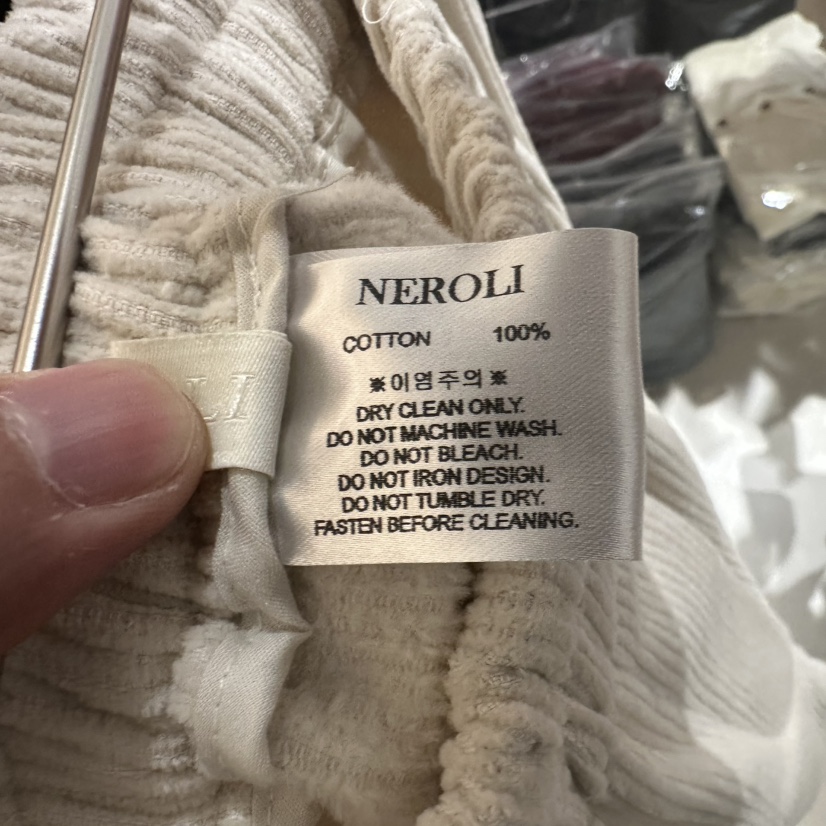 NEROLI
COTTON 100%
※이염주의※
DRY CLEAN ONLY.
DO NOT MACHINE WASH.
DO NOT BLEACH.
DO NOT IRON DESIGN.
DO NOT TUMBLE DRY.
FASTEN BEFORE CLEANING.